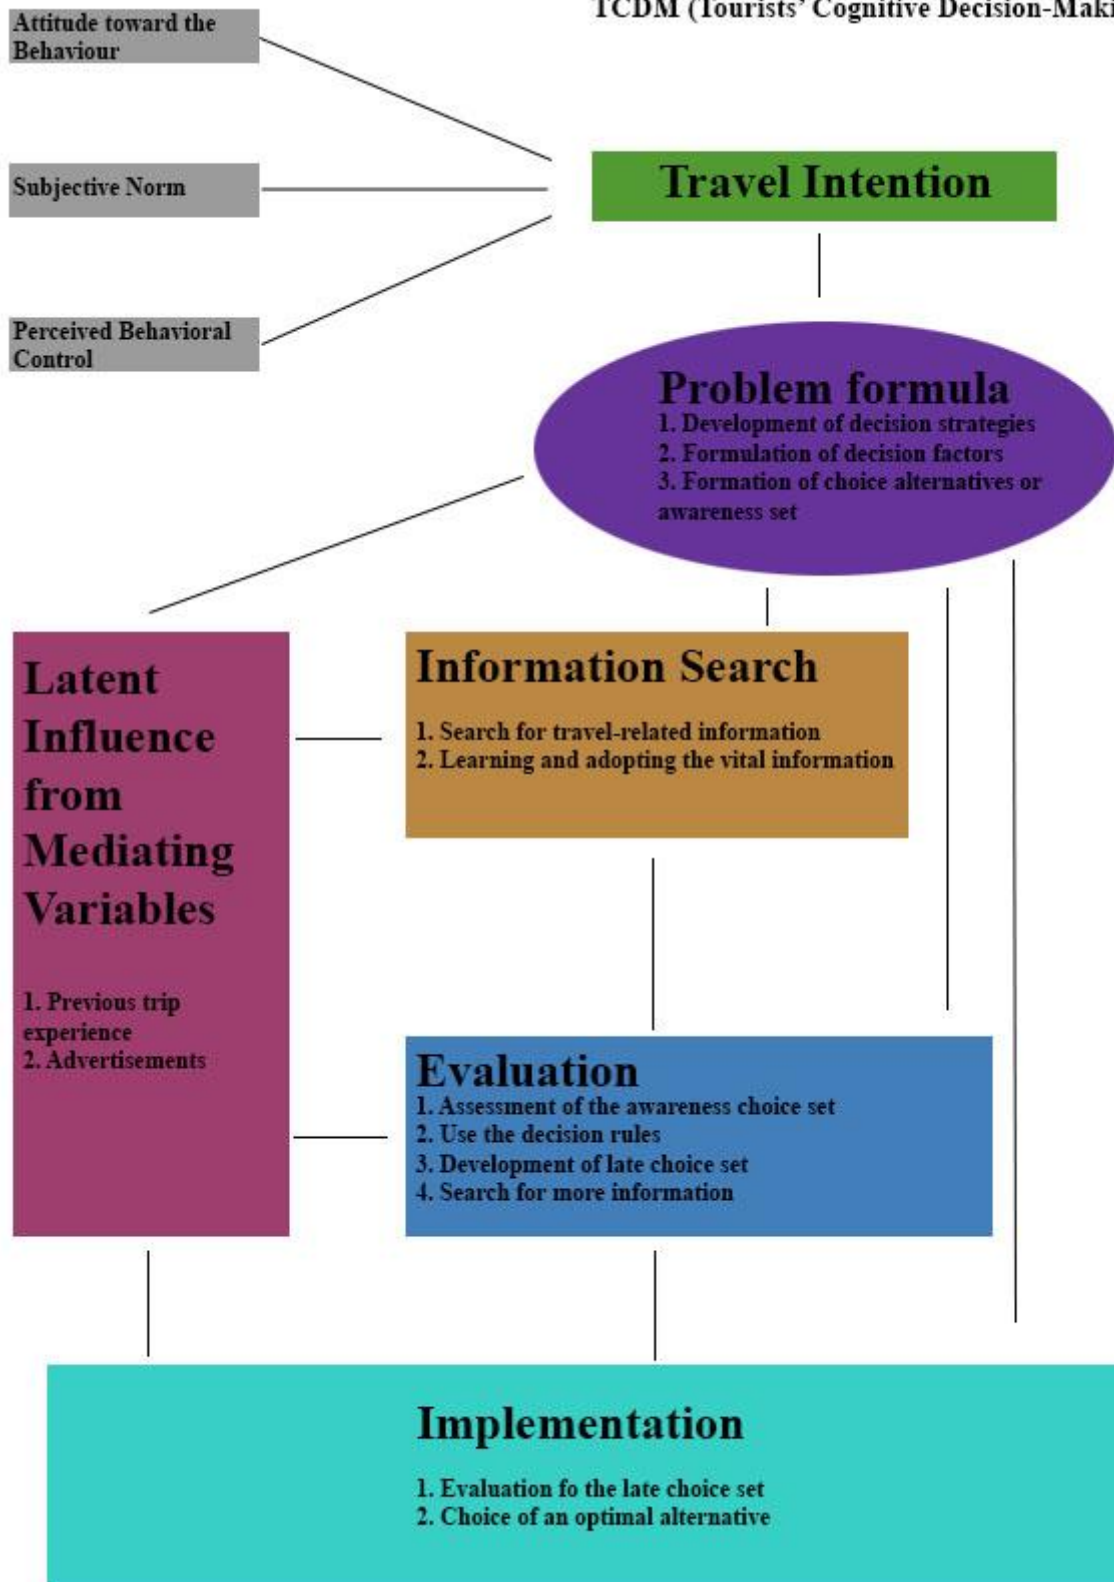 TCDM (Tourists' Cognitive Decision-Maki
Attitude toward the
Behaviour
Subjective Norm
Travel Intention
Perceived Behavioral
Control
Problem formula
1. Development of decision strategies
2. Formulation of decision factors
3. Formation of choice alternatives or
awareness set
Latent
Influence
from
Mediating
Variables
1. Previous trip
experience
2. Advertisements
Information Search
1. Search for travel-related information
2. Learning and adopting the vital information
Evaluation
1. Assessment of the awareness choice set
2. Use the decision rules
3. Development of late choice set
4. Search for more information
Implementation
1. Evaluation fo the late choice set
2. Choice of an optimal alternative